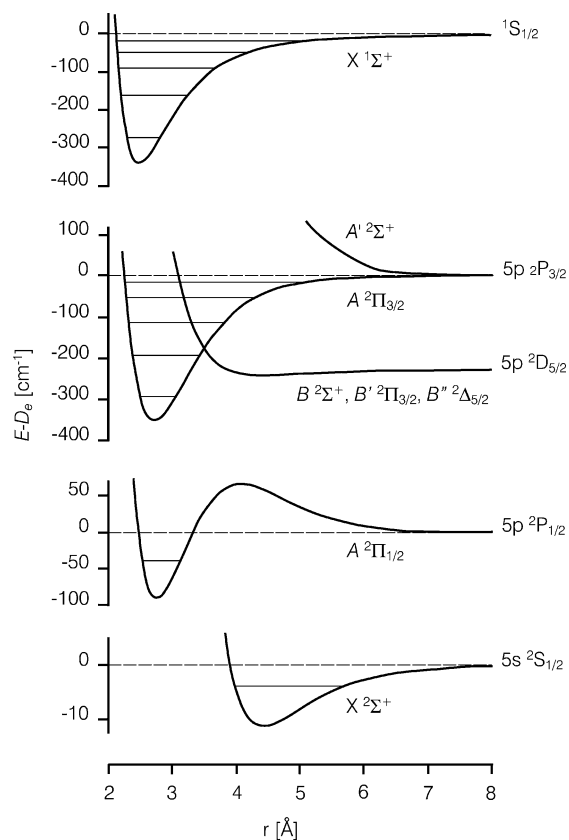 0
-100
-200
-300
-400
¹S₁/₂
X ¹Σ⁺
100
0
-100
-200
-300
-400
A' ²Σ⁺
5p ₂P₃/₂
A ²Π₃/₂
5p ²D₅/₂
B ²Σ⁺, B' ²Π₃/₂, B'' ²Δ₅/₂
E-Dₑ [cm⁻¹]
50
0
-50
-100
5p ²P₁/₂
A ²Π₁/₂
0
-10
5s ²S₁/₂
X ²Σ⁺
2 3 4 5 6 7 8
r [Å]